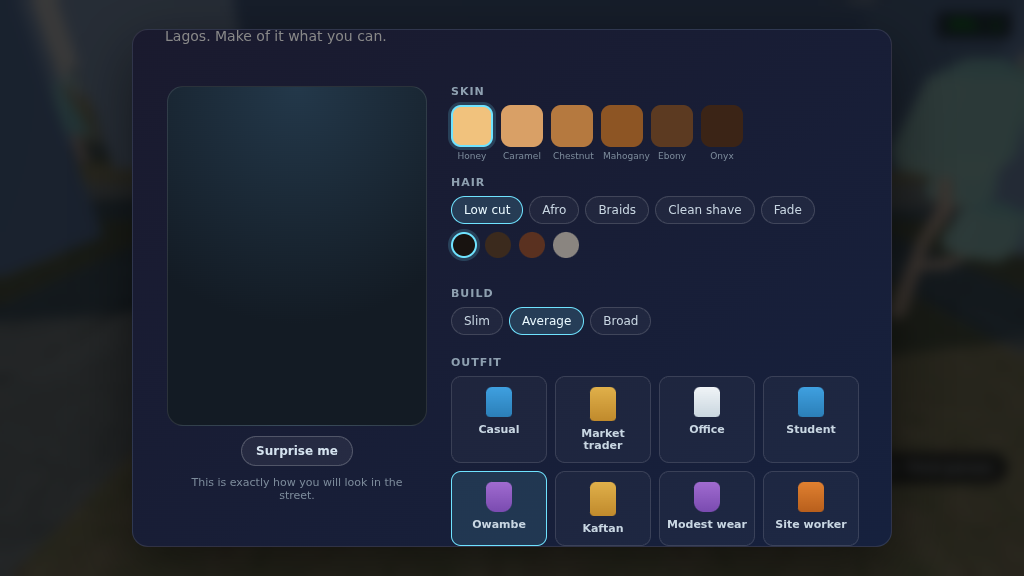 Lagos. Make of it what you can.
SKIN
Honey
Caramel
Chestnut
Mahogany
Ebony
Onyx
HAIR
Low cut
Afro
Braids
Clean shave
Fade
BUILD
Slim
Average
Broad
OUTFIT
Casual
Market
trader
Office
Student
Owambe
Kaftan
Modest wear
Site worker
Surprise me
This is exactly how you will look in the
street.